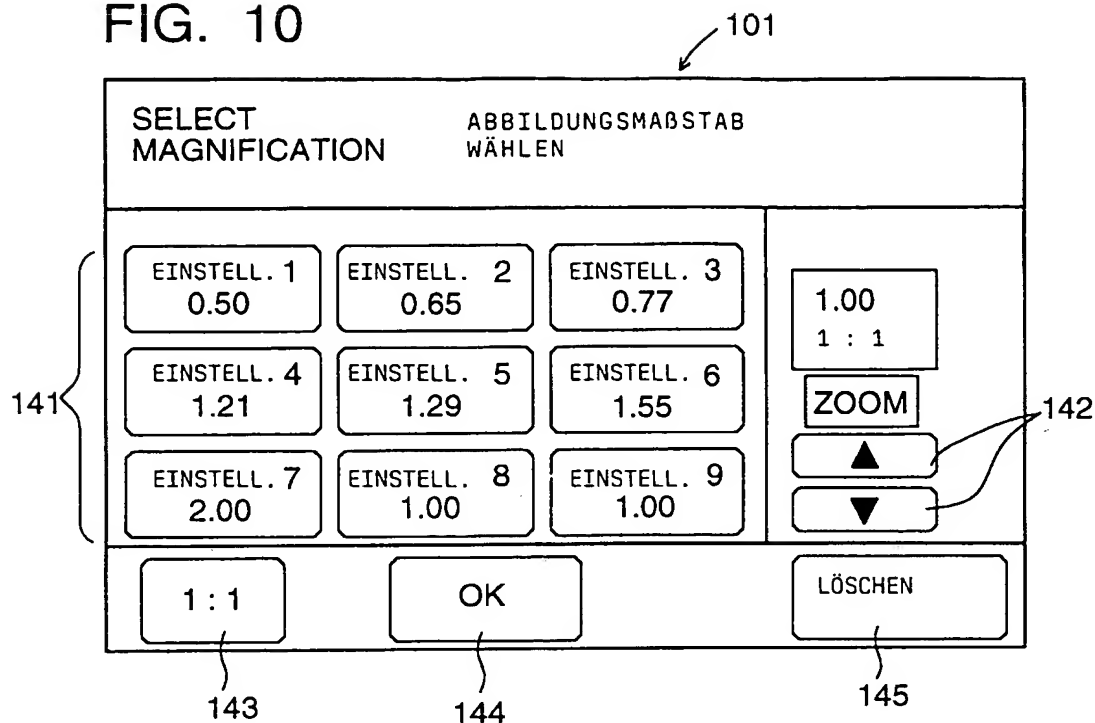 FIG. 10
101
SELECT
MAGNIFICATION
ABBILDUNGSMAßSTAB
WÄHLEN
EINSTELL. 1
0.50
EINSTELL. 2
0.65
EINSTELL. 3
0.77
1.00
1 : 1
EINSTELL. 4
1.21
EINSTELL. 5
1.29
EINSTELL. 6
1.55
ZOOM
141
142
▲
EINSTELL. 7
2.00
EINSTELL. 8
1.00
EINSTELL. 9
1.00
▼
1 : 1
OK
LÖSCHEN
143
144
145